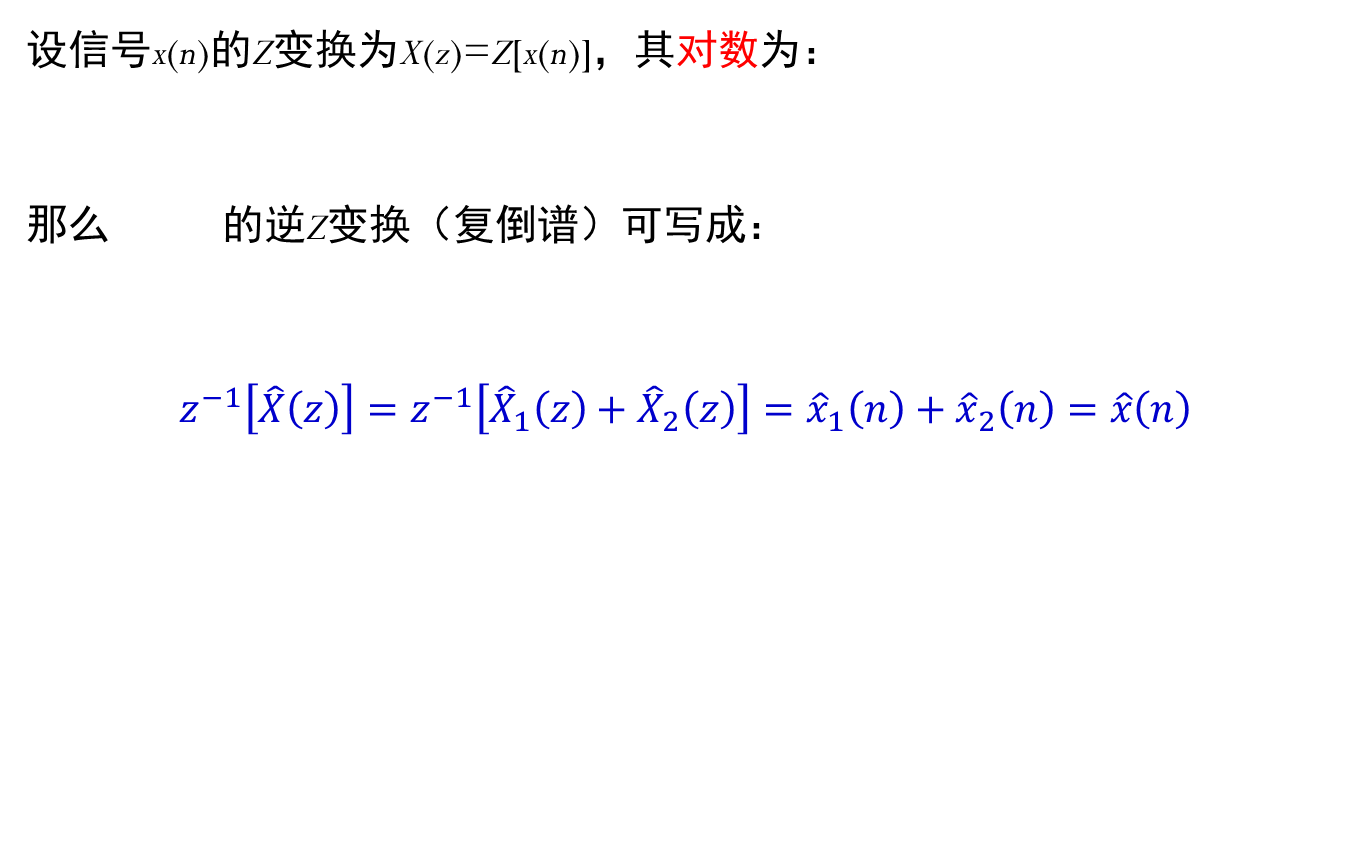 设信号x(n)的Z变换为X(z)=Z[x(n)]，其对数为：
那么 的逆Z变换（复倒谱）可写成：
z⁻¹[X̂(z)] = z⁻¹[X̂₁(z) + X̂₂(z)] = x̂₁(n) + x̂₂(n) = x̂(n)